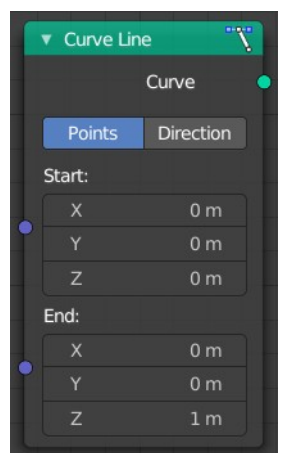 Curve Line
Curve
Points Direction
Start:
X 0 m
Y 0 m
Z 0 m
End:
X 0 m
Y 0 m
Z 1 m